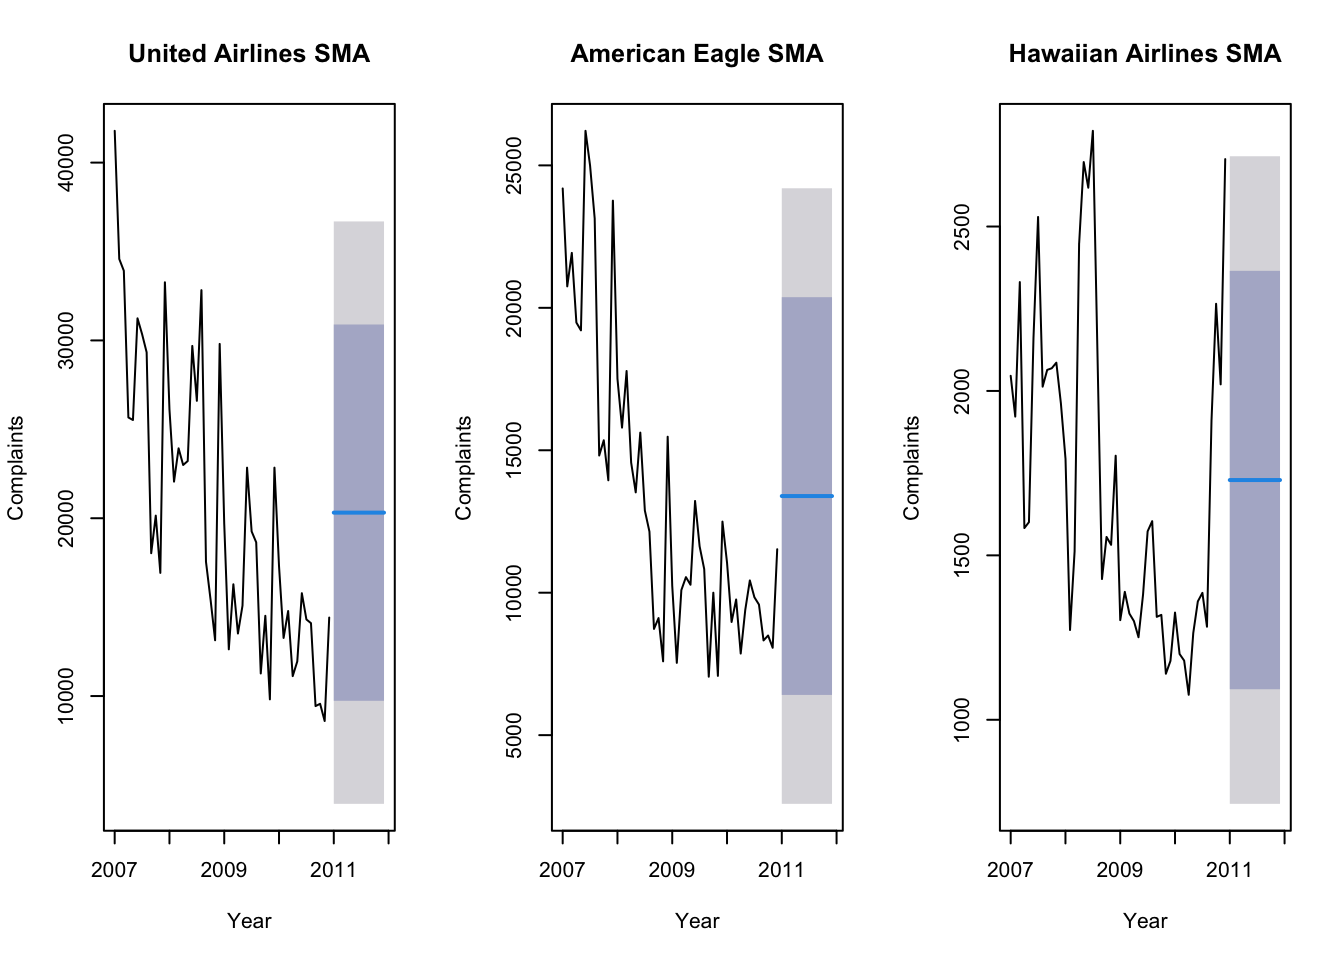 United Airlines SMA
Complaints
40000
30000
20000
10000
2007 2009 2011
Year
American Eagle SMA
Complaints
25000
20000
15000
10000
5000
2007 2009 2011
Year
Hawaiian Airlines SMA
Complaints
2500
2000
1500
1000
2007 2009 2011
Year